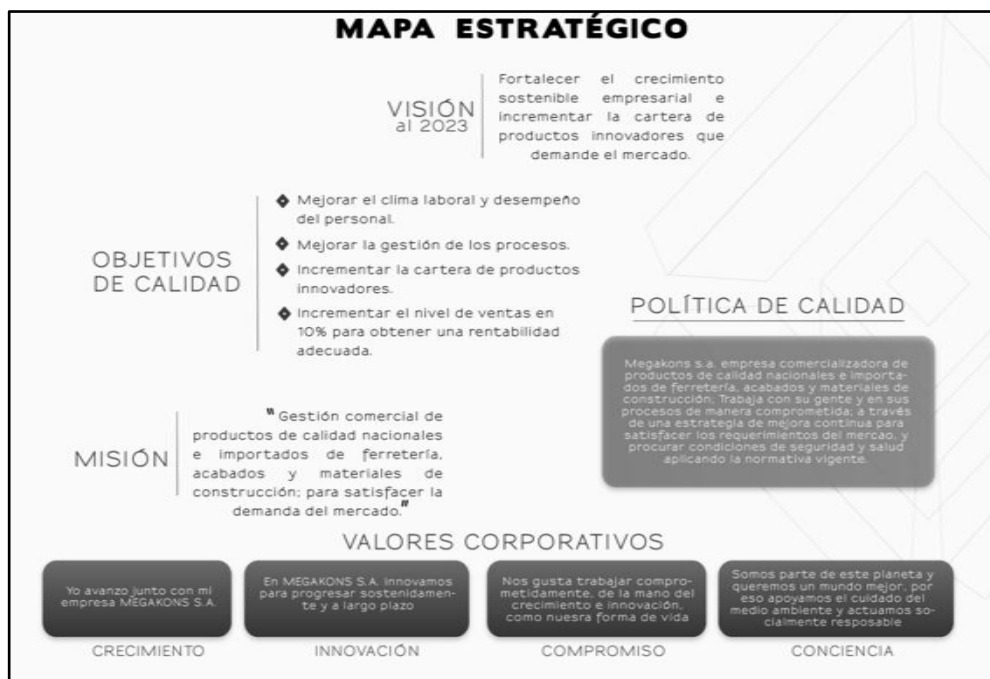 MAPA ESTRATÉGICO
VISIÓN
al 2023
Fortalecer el crecimiento
sostenible empresarial e
incrementar la cartera de
productos innovadores que
demande el mercado.
OBJETIVOS
DE CALIDAD
Mejorar el clima laboral y desempeño
del personal.
Mejorar la gestión de los procesos.
Incrementar la cartera de productos
innovadores.
Incrementar el nivel de ventas en
10% para obtener una rentabilidad
adecuada.
POLÍTICA DE CALIDAD
Megakons s.a. empresa comercializadora de
productos de calidad nacionales e importa-
dos de ferretería, acabados y materiales de
construcción; Trabaja con su gente y en sus
procesos de manera comprometida; a través
de una estrategia de mejora continua para
satisfacer los requerimientos del mercao, y
procurar condiciones de seguridad y salud
aplicando la normativa vigente.
MISIÓN
" Gestión comercial de
productos de calidad nacionales
e importados de ferretería,
acabados y materiales de
construcción; para satisfacer la
demanda del mercado."
VALORES CORPORATIVOS
Yo avanzo junto con mi
empresa MEGAKONS S.A.
CRECIMIENTO
En MEGAKONS S.A. innovamos
para progresar sostenidamen-
te y a largo plazo
INNOVACIÓN
Nos gusta trabajar compro-
metidamente, de la mano del
crecimiento e innovación,
como nuesra forma de vida
COMPROMISO
Somos parte de este planeta y
queremos un mundo mejor, por
eso apoyamos el cuidado del
medio ambiente y actuamos so-
cialmente resposable
CONCIENCIA